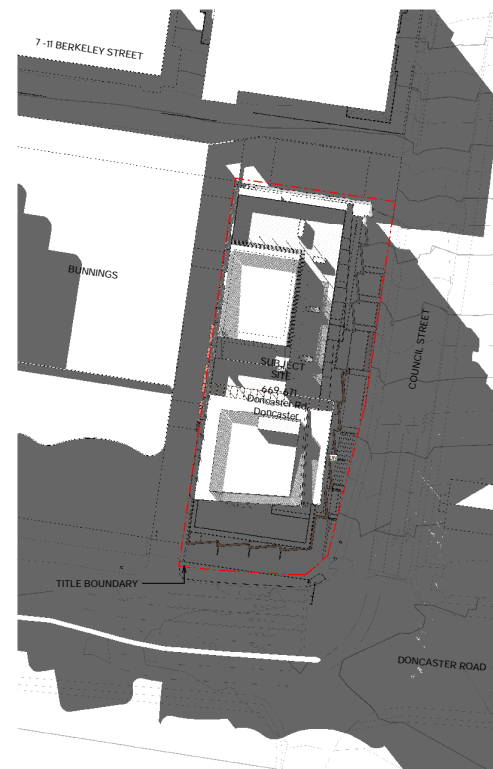 7 -11 BERKELEY STREET
BUNNINGS
COUNCIL STREET
SUBJECT
SITE
669-671
Doncaster Rd,
Doncaster
TITLE BOUNDARY
DONCASTER ROAD